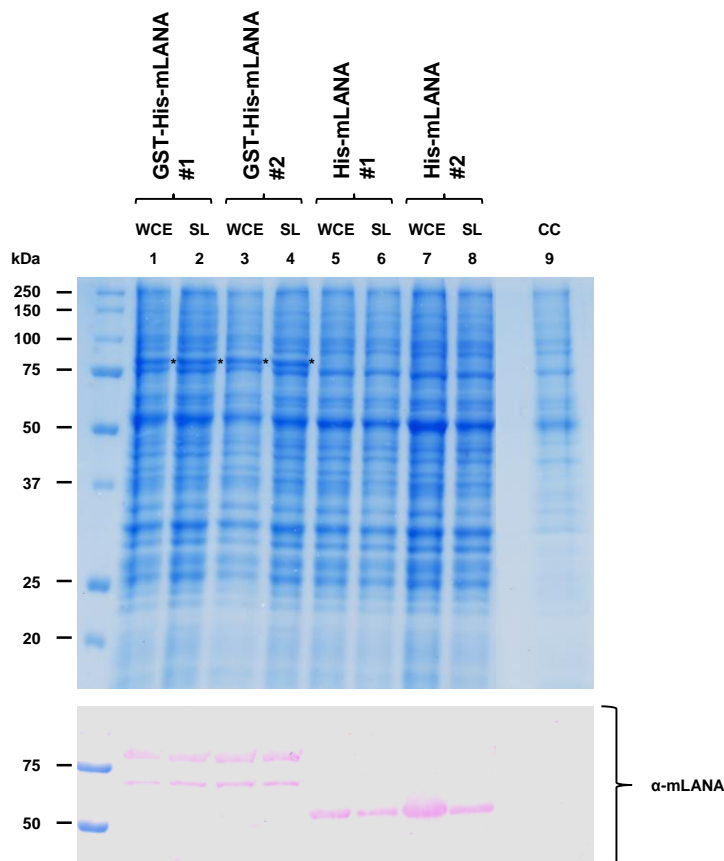 GST-His-mLANA
#1
GST-His-mLANA
#2
His-mLANA
#1
His-mLANA
#2
WCE SL WCE SL WCE SL WCE SL CC
kDa 1 2 3 4 5 6 7 8 9
250
150
100
75 * * * *
50
37
25
20
75
α-mLANA
50